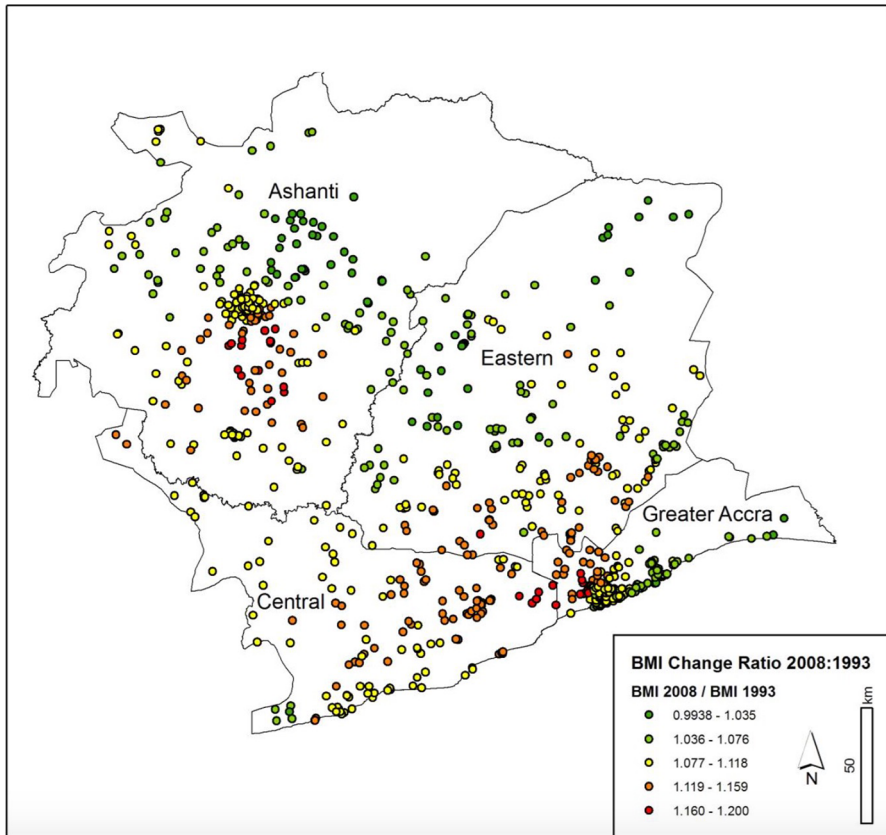 Ashanti
Eastern
Greater Accra
Central
BMI Change Ratio 2008:1993
BMI 2008 / BMI 1993
0.9938 - 1.035
1.036 - 1.076
1.077 - 1.118
1.119 - 1.159
1.160 - 1.200
N
50
km